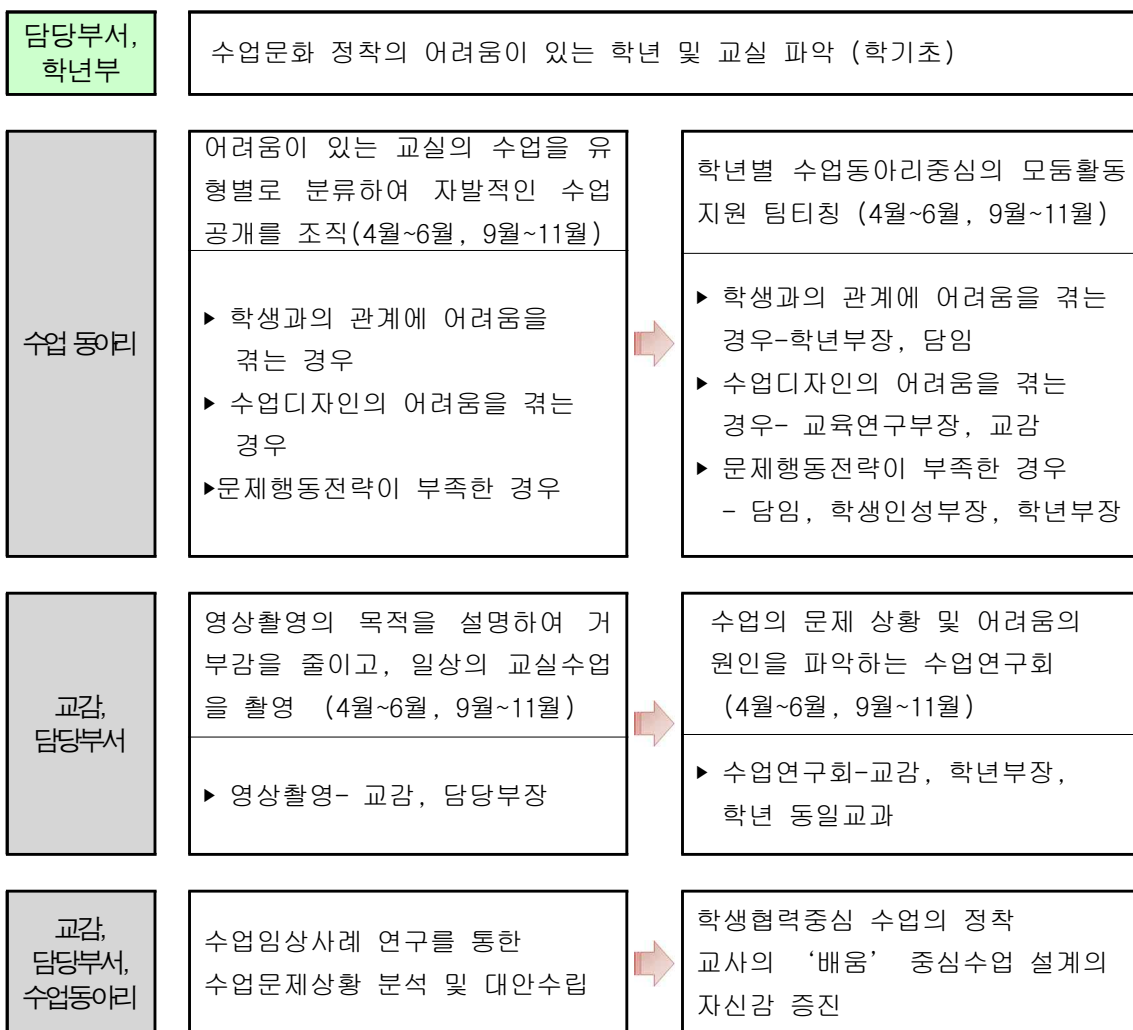 담당부서,
학년부
수업문화 정착의 어려움이 있는 학년 및 교실 파악 (학기초)
수업 동아리
어려움이 있는 교실의 수업을 유
형별로 분류하여 자발적인 수업
공개를 조직(4월~6월, 9월~11월)
▶ 학생과의 관계에 어려움을
겪는 경우
▶ 수업디자인의 어려움을 겪는
경우
▶문제행동전략이 부족한 경우
학년별 수업동아리중심의 모둠활동
지원 팀티칭 (4월~6월, 9월~11월)
▶ 학생과의 관계에 어려움을 겪는
경우-학년부장, 담임
▶ 수업디자인의 어려움을 겪는
경우- 교육연구부장, 교감
▶ 문제행동전략이 부족한 경우
- 담임, 학생인성부장, 학년부장
교감,
담당부서
영상촬영의 목적을 설명하여 거
부감을 줄이고, 일상의 교실수업
을 촬영 (4월~6월, 9월~11월)
▶ 영상촬영- 교감, 담당부장
수업의 문제 상황 및 어려움의
원인을 파악하는 수업연구회
(4월~6월, 9월~11월)
▶ 수업연구회-교감, 학년부장,
학년 동일교과
교감,
담당부서,
수업동아리
수업임상사례 연구를 통한
수업문제상황 분석 및 대안수립
학생협력중심 수업의 정착
교사의 ‘배움’ 중심수업 설계의
자신감 증진